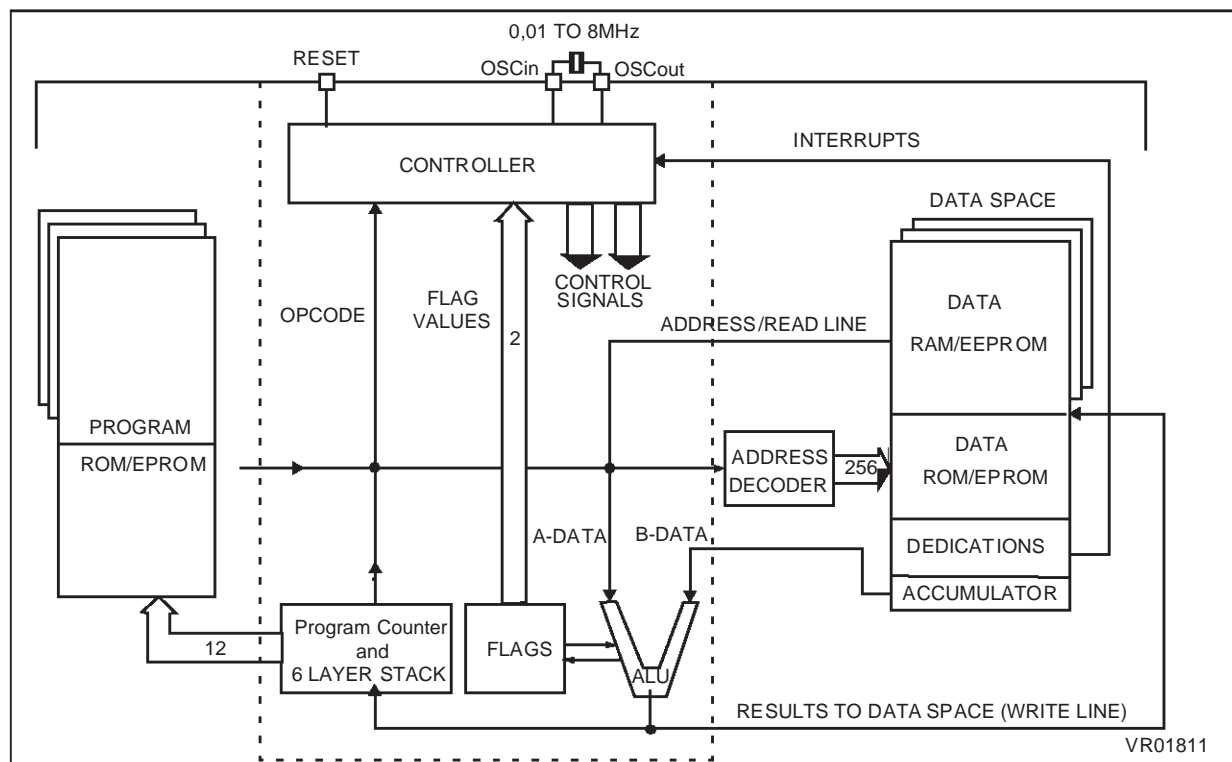 0,01 TO 8MHz
RESET
OSCin
OSCout
INTERRUPTS
CONTROLLER
DATA SPACE
CONTROL
SIGNALS
OPCODE
FLAG
VALUES
2
ADDRESS/READ LINE
DATA
RAM/EEPROM
PROGRAM
ROM/EPROM
ADDRESS
DECODER
256
DATA
ROM/EPROM
A-DATA
B-DATA
DEDICATIONS
ACCUMULATOR
12
Program Counter
and
6 LAYER STACK
FLAGS
ALU
RESULTS TO DATA SPACE (WRITE LINE)
VR01811